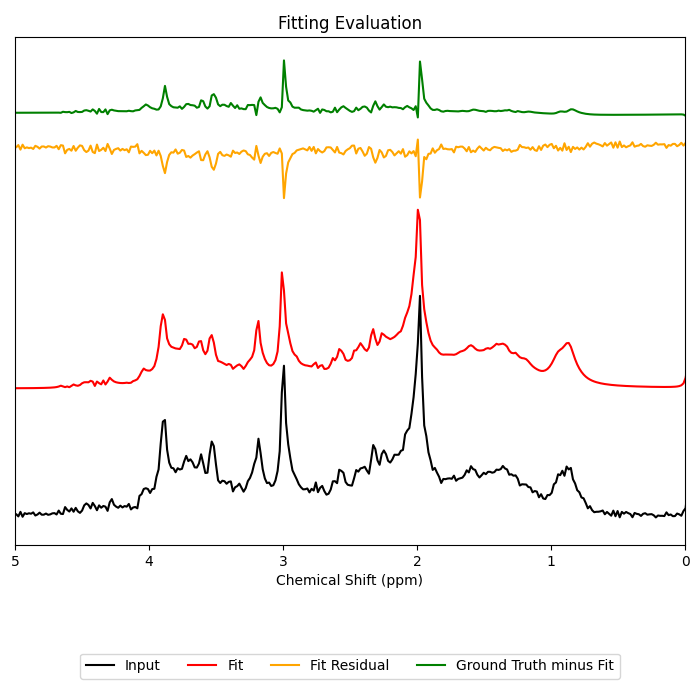 Fitting Evaluation
5 4 3 2 1 0
Chemical Shift (ppm)
Input Fit Fit Residual Ground Truth minus Fit